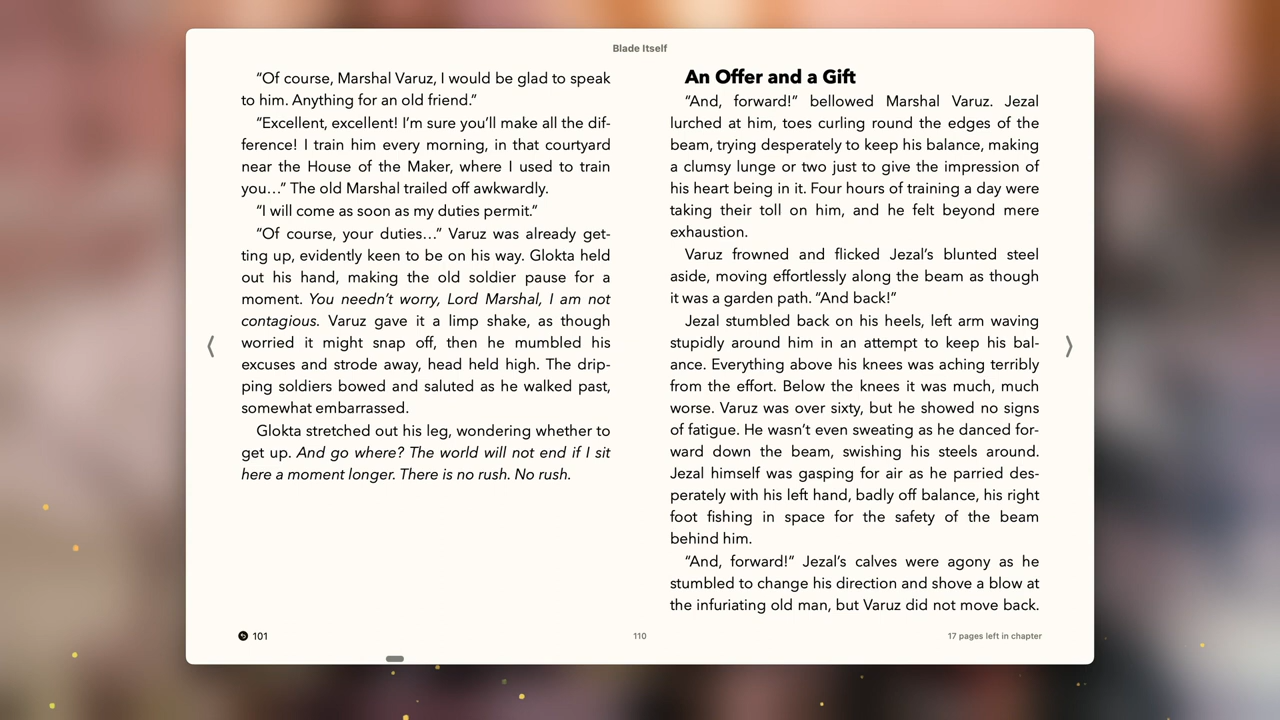 Blade Itself
“Of course, Marshal Varuz, I would be glad to speak
to him. Anything for an old friend.”
“Excellent, excellent! I’m sure you’ll make all the dif-
ference! I train him every morning, in that courtyard
near the House of the Maker, where I used to train
you…” The old Marshal trailed off awkwardly.
“I will come as soon as my duties permit.”
“Of course, your duties…” Varuz was already get-
ting up, evidently keen to be on his way. Glokta held
out his hand, making the old soldier pause for a
moment. You needn’t worry, Lord Marshal, I am not
contagious. Varuz gave it a limp shake, as though
worried it might snap off, then he mumbled his
excuses and strode away, head held high. The drip-
ping soldiers bowed and saluted as he walked past,
somewhat embarrassed.
Glokta stretched out his leg, wondering whether to
get up. And go where? The world will not end if I sit
here a moment longer. There is no rush. No rush.
101
An Offer and a Gift
“And, forward!” bellowed Marshal Varuz. Jezal
lurched at him, toes curling round the edges of the
beam, trying desperately to keep his balance, making
a clumsy lunge or two just to give the impression of
his heart being in it. Four hours of training a day were
taking their toll on him, and he felt beyond mere
exhaustion.
Varuz frowned and flicked Jezal’s blunted steel
aside, moving effortlessly along the beam as though
it was a garden path. “And back!”
Jezal stumbled back on his heels, left arm waving
stupidly around him in an attempt to keep his bal-
ance. Everything above his knees was aching terribly
from the effort. Below the knees it was much, much
worse. Varuz was over sixty, but he showed no signs
of fatigue. He wasn’t even sweating as he danced for-
ward down the beam, swishing his steels around.
Jezal himself was gasping for air as he parried des-
perately with his left hand, badly off balance, his right
foot fishing in space for the safety of the beam
behind him.
“And, forward!” Jezal’s calves were agony as he
stumbled to change his direction and shove a blow at
the infuriating old man, but Varuz did not move back.
110
17 pages left in chapter